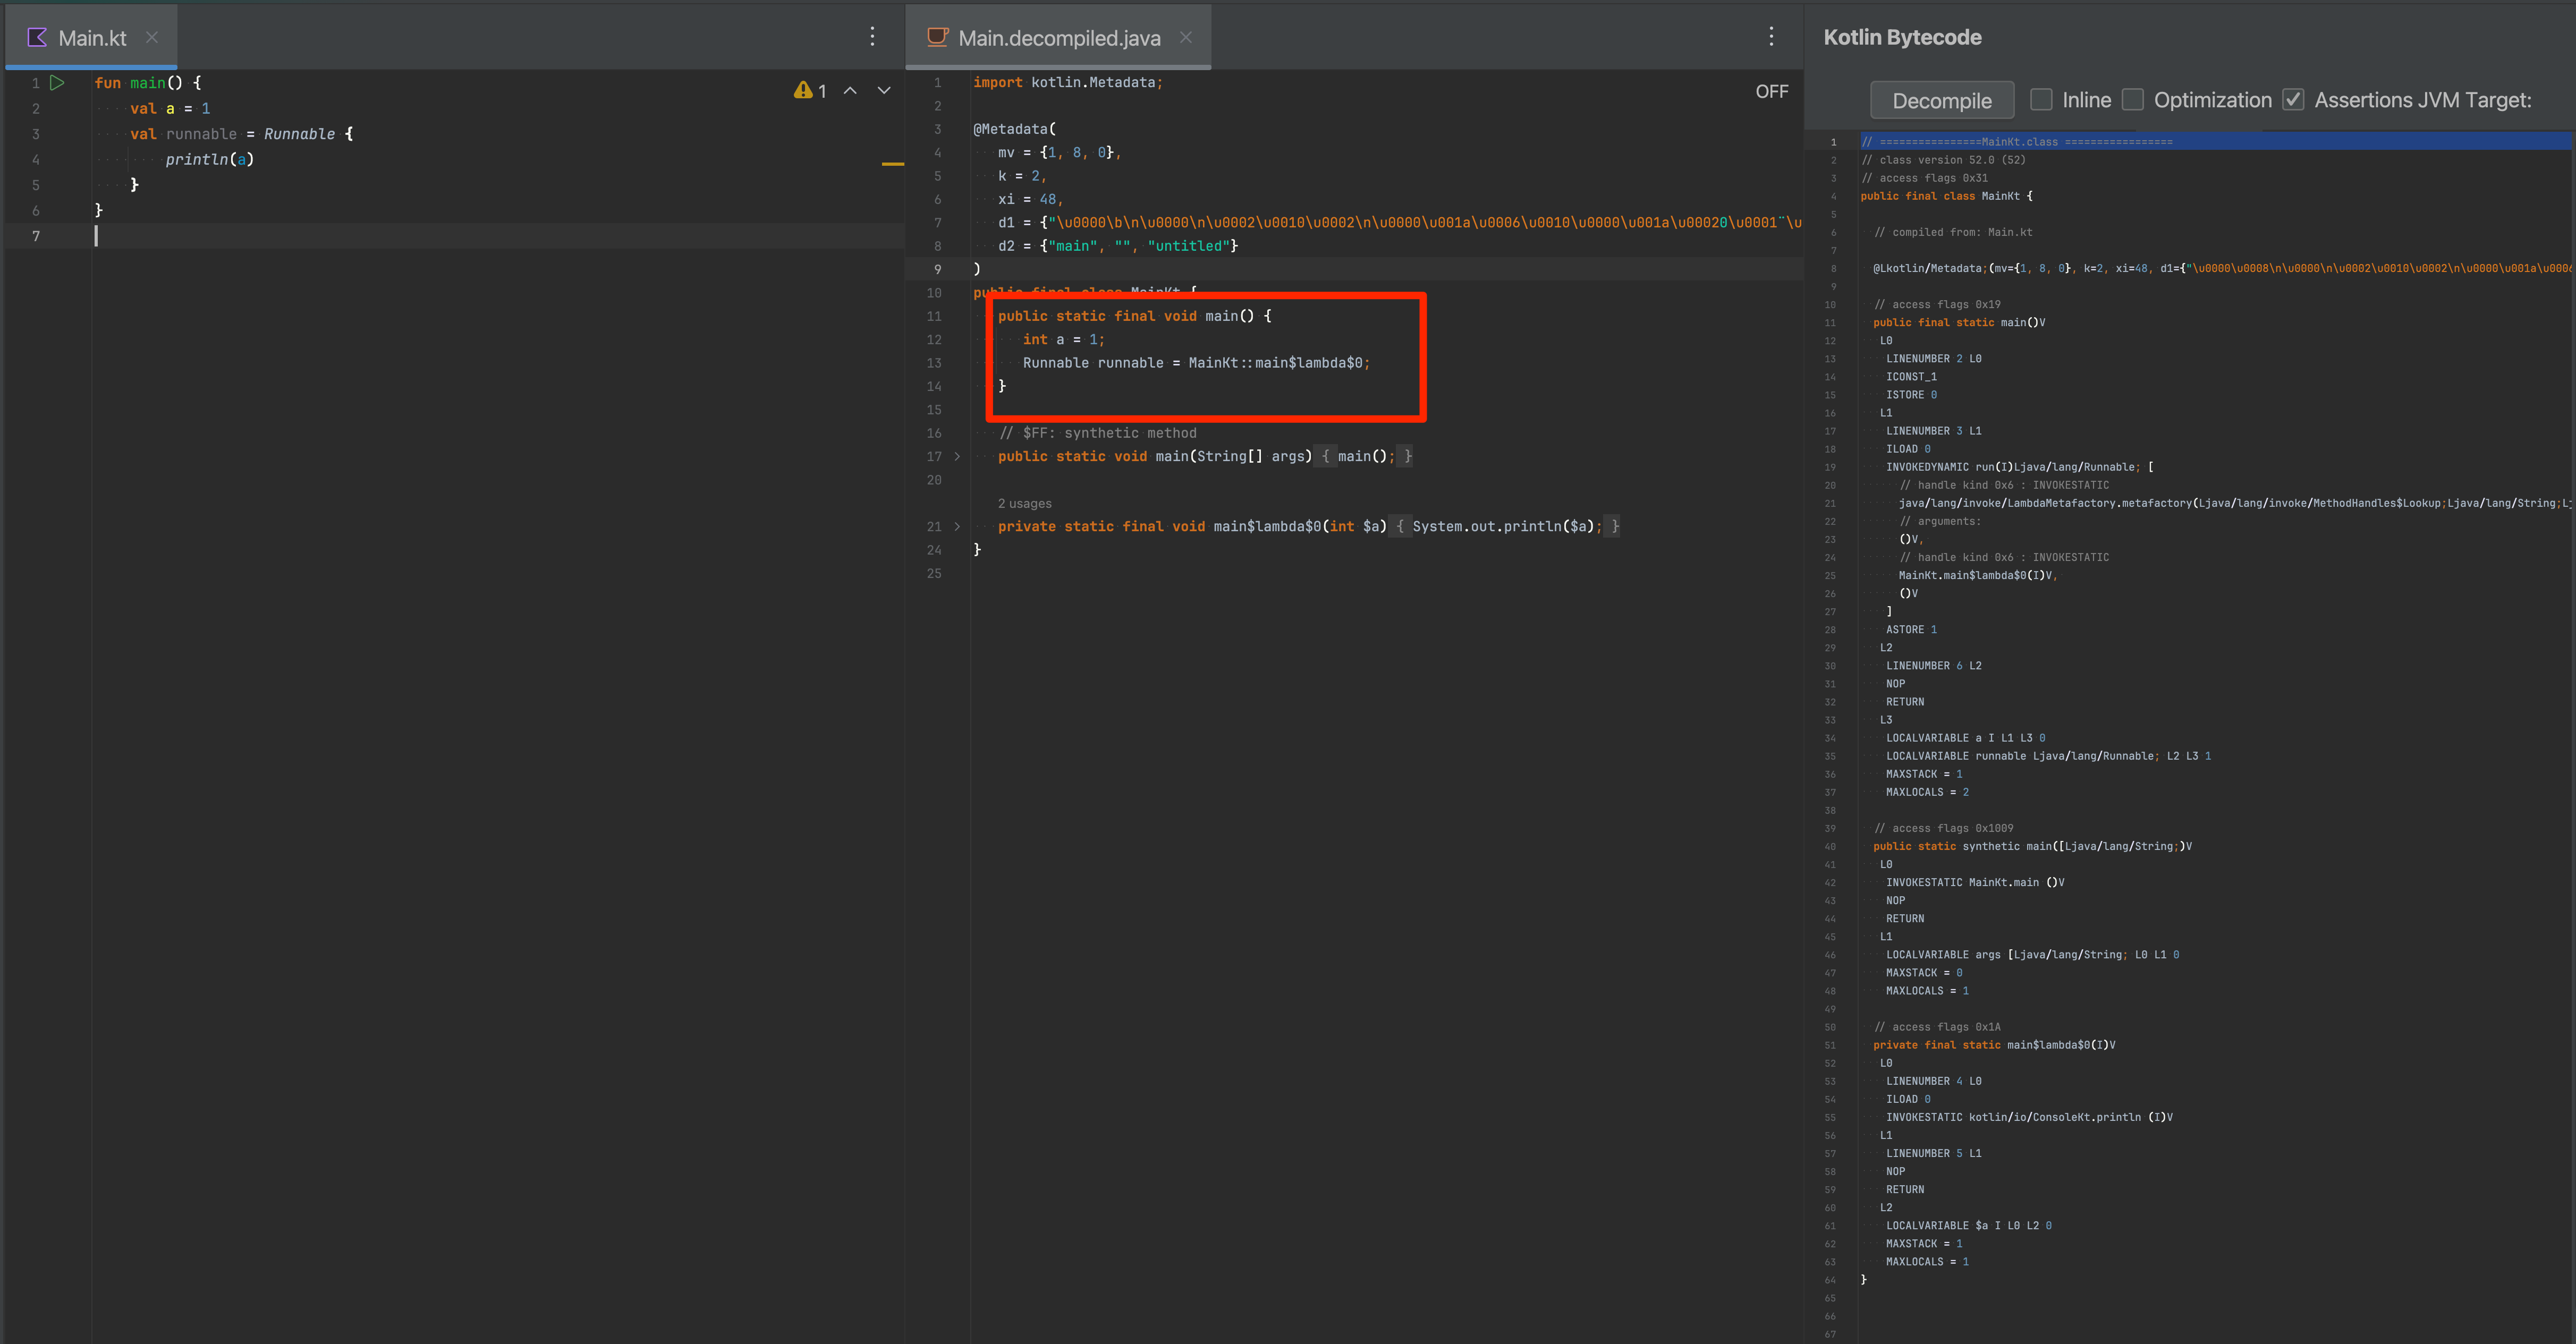 Main.kt
1 fun main() {
2 val a = 1
3 val runnable = Runnable {
4 println(a)
5 }
6 }
7
1
Main.decompiled.java
OFF
1 import kotlin.Metadata;
2
3 @Metadata(
4 mv = {1, 8, 0},
5 k = 2,
6 xi = 48,
7 d1 = {"\u0000\b\n\u0000\n\u0002\u0010\u0002\n\u0000\u001a\u0006\u0010\u0000\u001a\u00020\u0001¨\u
8 d2 = {"main", "", "untitled"}
9 )
10 public final class MainKt {
11 public static final void main() {
12 int a = 1;
13 Runnable runnable = MainKt::main$lambda$0;
14 }
15
16 // $FF: synthetic method
17 public static void main(String[] args) { main(); }
20
2 usages
21 private static final void main$lambda$0(int $a) { System.out.println($a); }
24 }
25
Kotlin Bytecode
Decompile Inline Optimization Assertions JVM Target:
1 // ================MainKt.class =================
2 // class version 52.0 (52)
3 // access flags 0x31
4 public final class MainKt {
5
6 // compiled from: Main.kt
7
8 @Lkotlin/Metadata;(mv={1, 8, 0}, k=2, xi=48, d1={"\u0000\u0008\n\u0000\n\u0002\u0010\u0002\n\u0000\u001a\u0006
9
10 // access flags 0x19
11 public final static main()V
12 L0
13 LINENUMBER 2 L0
14 ICONST_1
15 ISTORE 0
16 L1
17 LINENUMBER 3 L1
18 ILOAD 0
19 INVOKEDYNAMIC run(I)Ljava/lang/Runnable; [
20 // handle kind 0x6 : INVOKESTATIC
21 java/lang/invoke/LambdaMetafactory.metafactory(Ljava/lang/invoke/MethodHandles$Lookup;Ljava/lang/String;L
22 // arguments:
23 ()V,
24 // handle kind 0x6 : INVOKESTATIC
25 MainKt.main$lambda$0(I)V,
26 ()V
27 ]
28 ASTORE 1
29 L2
30 LINENUMBER 6 L2
31 NOP
32 RETURN
33 L3
34 LOCALVARIABLE a I L1 L3 0
35 LOCALVARIABLE runnable Ljava/lang/Runnable; L2 L3 1
36 MAXSTACK = 1
37 MAXLOCALS = 2
38
39 // access flags 0x1009
40 public static synthetic main([Ljava/lang/String;)V
41 L0
42 INVOKESTATIC MainKt.main ()V
43 NOP
44 RETURN
45 L1
46 LOCALVARIABLE args [Ljava/lang/String; L0 L1 0
47 MAXSTACK = 0
48 MAXLOCALS = 1
49
50 // access flags 0x1A
51 private final static main$lambda$0(I)V
52 L0
53 LINENUMBER 4 L0
54 ILOAD 0
55 INVOKESTATIC kotlin/io/ConsoleKt.println (I)V
56 L1
57 LINENUMBER 5 L1
58 NOP
59 RETURN
60 L2
61 LOCALVARIABLE $a I L0 L2 0
62 MAXSTACK = 1
63 MAXLOCALS = 1
64 }
65
66
67